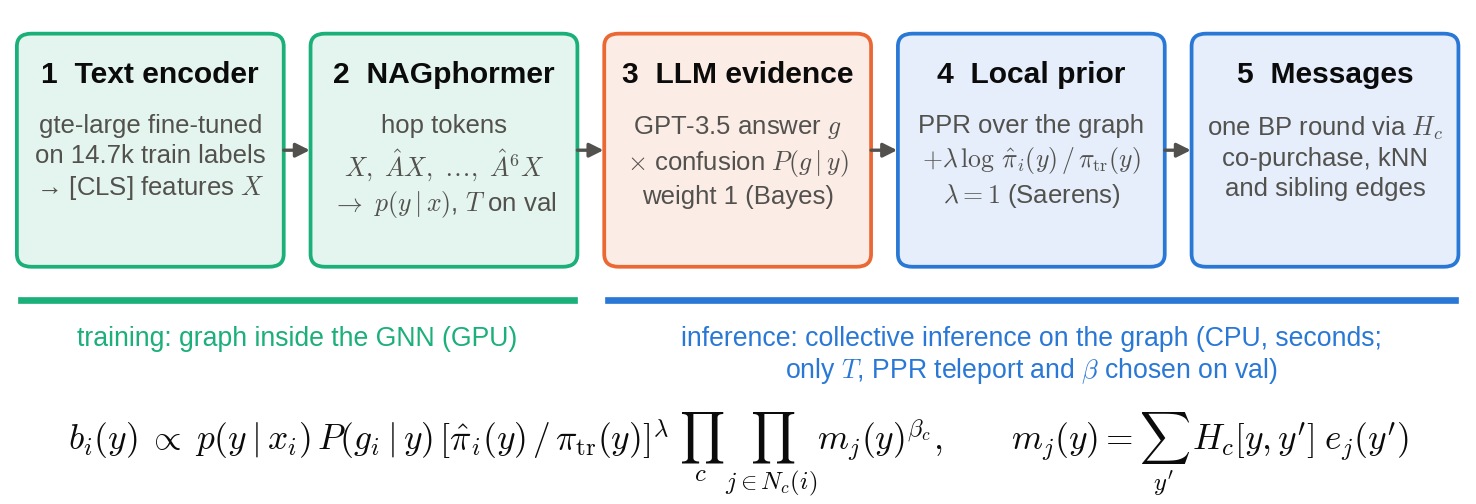 1 Text encoder
gte-large fine-tuned
on 14.7k train labels
→ [CLS] features X
2 NAGphormer
hop tokens
X, ÂX, ..., Â⁶X
→ p(y | x), T on val
3 LLM evidence
GPT-3.5 answer g
× confusion P(g | y)
weight 1 (Bayes)
4 Local prior
PPR over the graph
+λ log π̂ᵢ(y) / π_tr(y)
λ = 1 (Saerens)
5 Messages
one BP round via H_c
co-purchase, kNN
and sibling edges
training: graph inside the GNN (GPU)
inference: collective inference on the graph (CPU, seconds;
only T, PPR teleport and β chosen on val)
bᵢ(y) ∝ p(y | xᵢ) P(gᵢ | y) [π̂ᵢ(y) / π_tr(y)]^λ ∏_c ∏_{j∈N_c(i)} m_j(y)^{β_c}, m_j(y) = ∑_{y′} H_c[y, y′] e_j(y′)